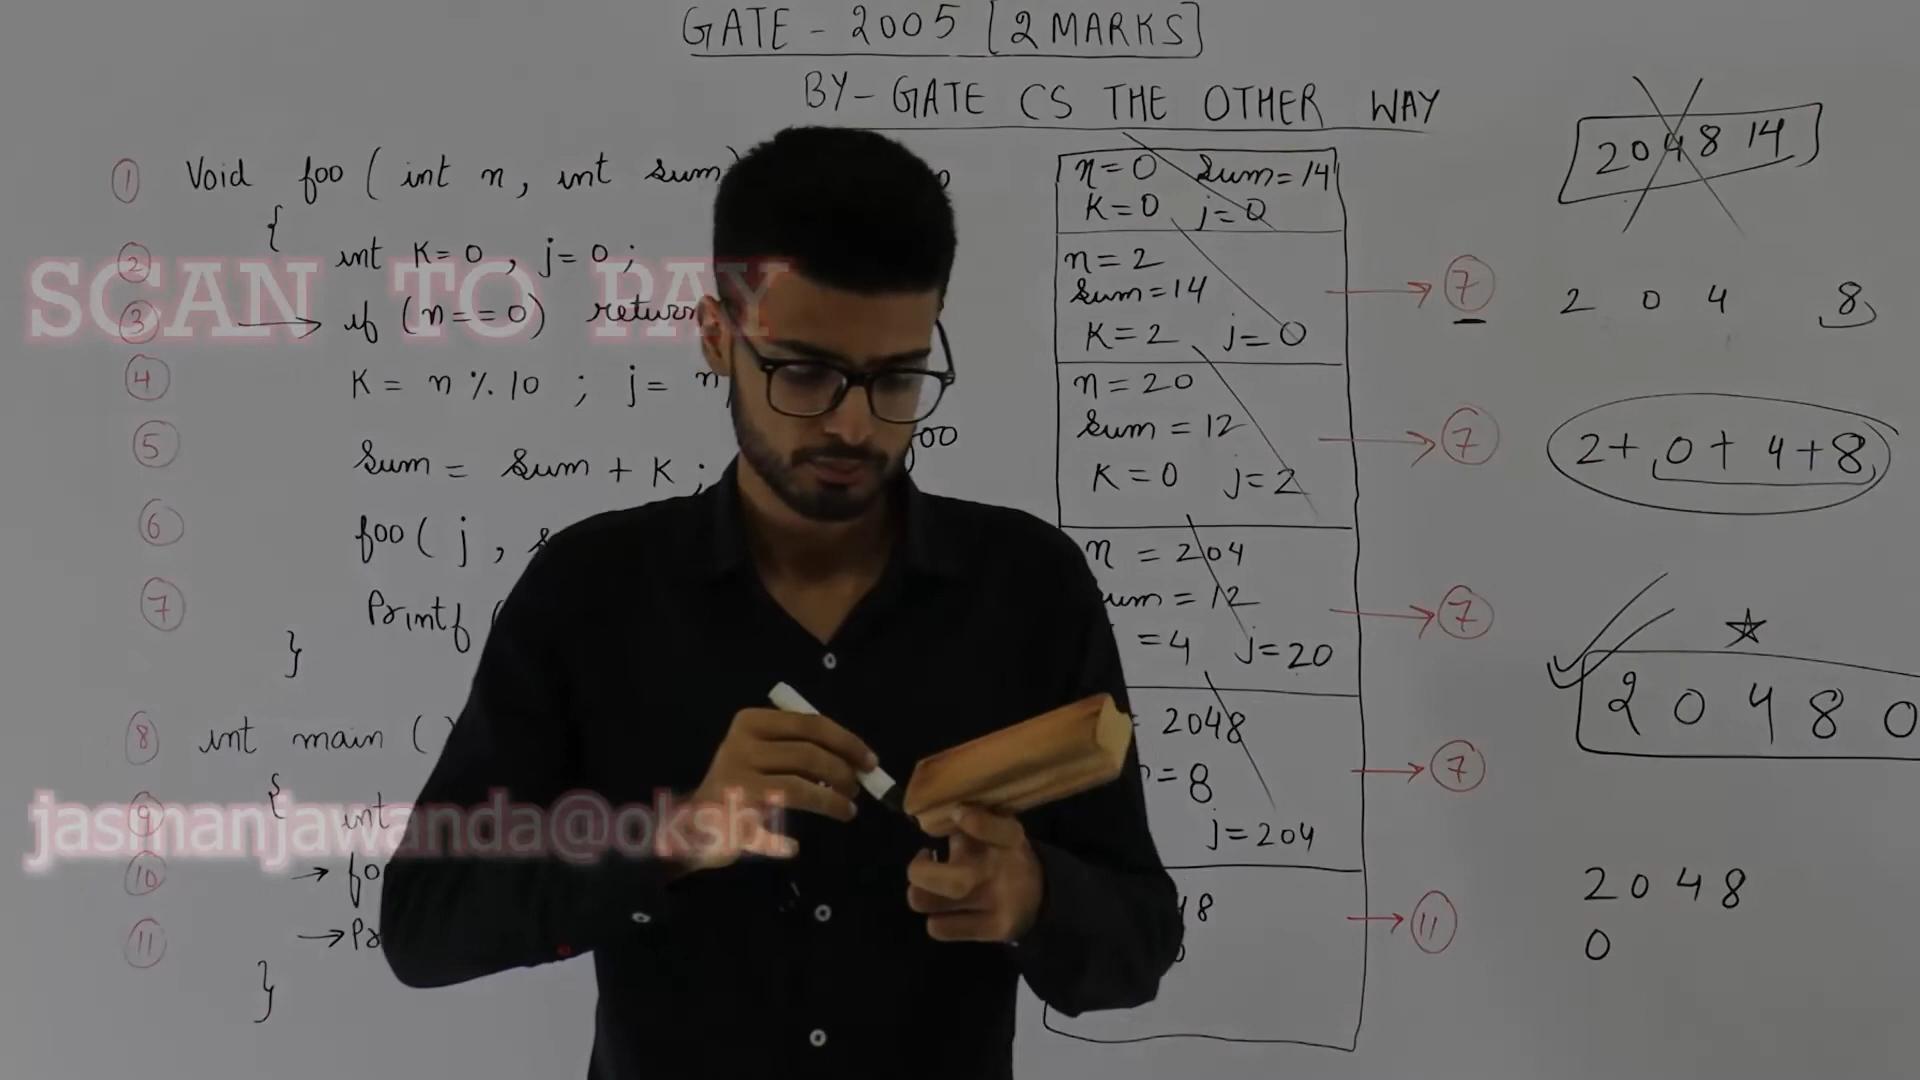 GATE - 2005 [2 MARKS]
BY - GATE CS THE OTHER WAY
① Void foo ( int n, int sum)
{
② int K=0 , j=0 ;
③ → if (n==0) return
④ K = n % 10 ; j = n
⑤ Sum = Sum + K ; foo
⑥ foo ( j ,
⑦ Printf (
}
⑧ int main ()
{
⑨ int
⑩ → fo
⑪ → Pr
}
SCAN TO PAY
jasmanjawanda@oksbi
n=0 Sum=14
K=0 j=0
n=2
Sum=14 → ⑦
K=2 j=0
n=20
Sum=12 → ⑦
K=0 j=2
n=204
um=12 → ⑦
=4 j=20
= 2048
=8 → ⑦
j=204
48 → ⑪
2048 14
2 0 4 8
2+0+4+8
☆
2 0 4 8 0
2 0 4 8
0